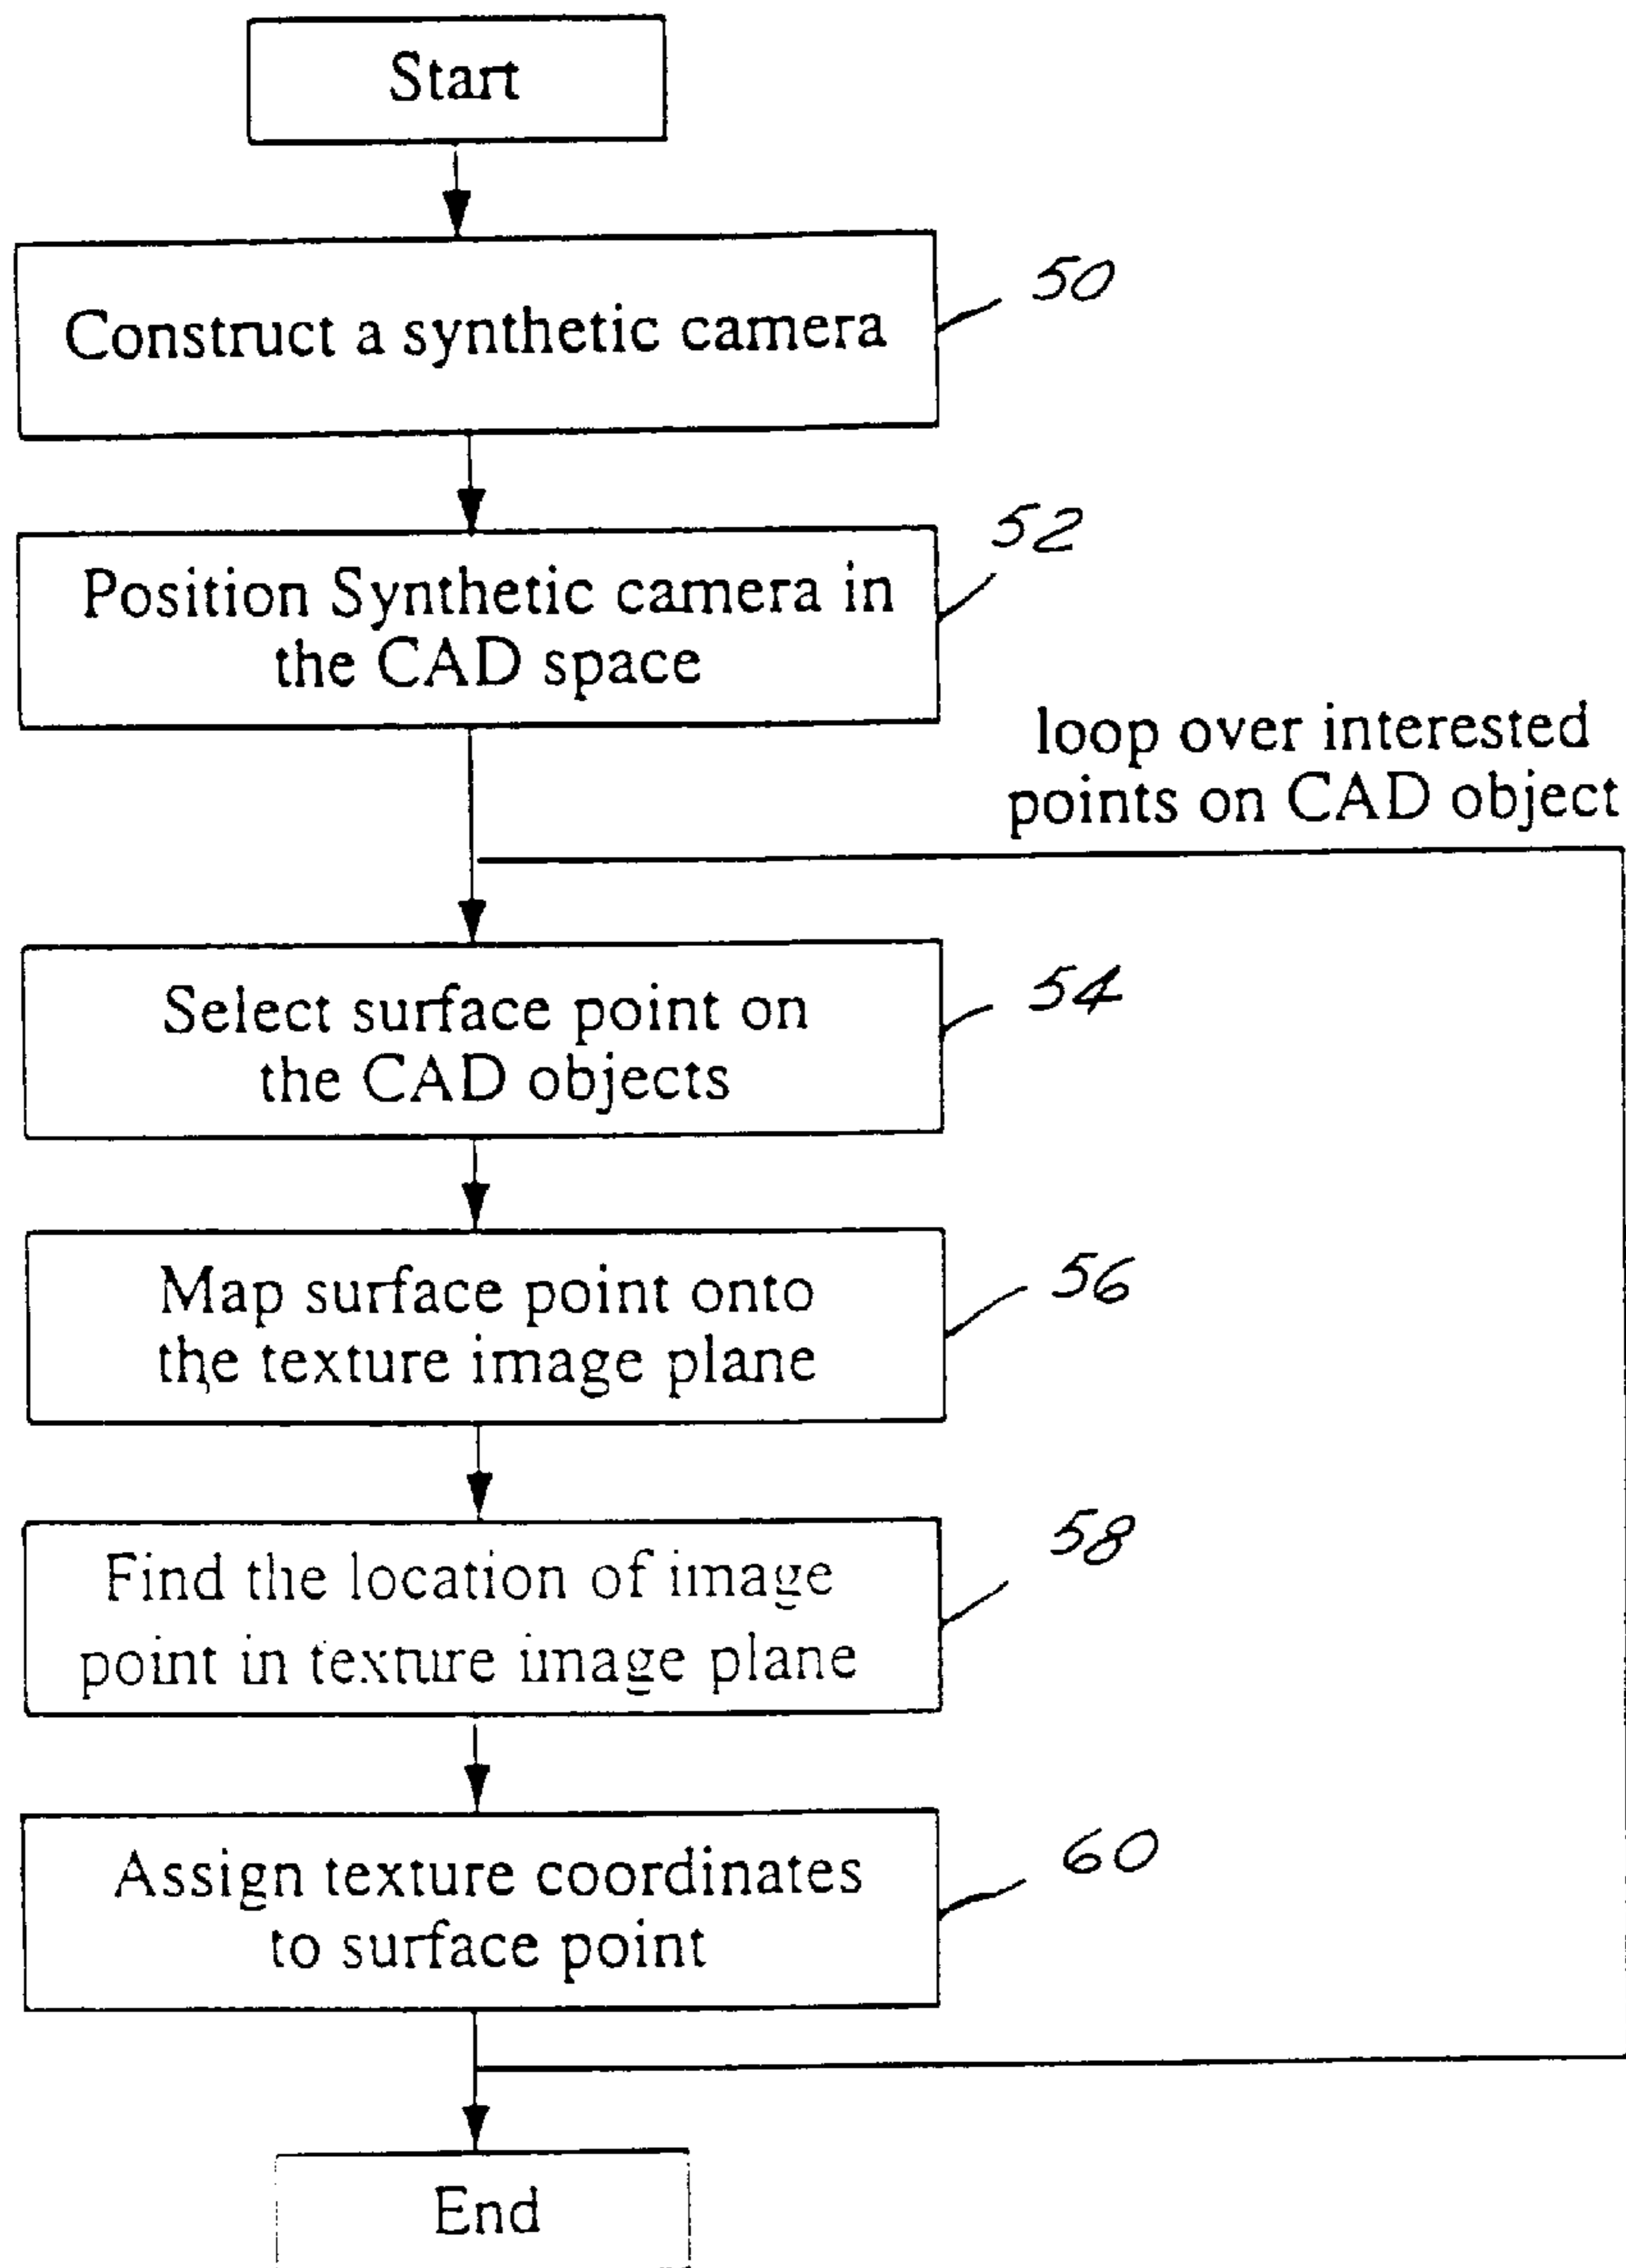 Start
Construct a synthetic camera
50
Position Synthetic camera in
the CAD space
52
loop over interested
points on CAD object
Select surface point on
the CAD objects
54
Map surface point onto
the texture image plane
56
Find the location of image
point in texture image plane
58
Assign texture coordinates
to surface point
60
End